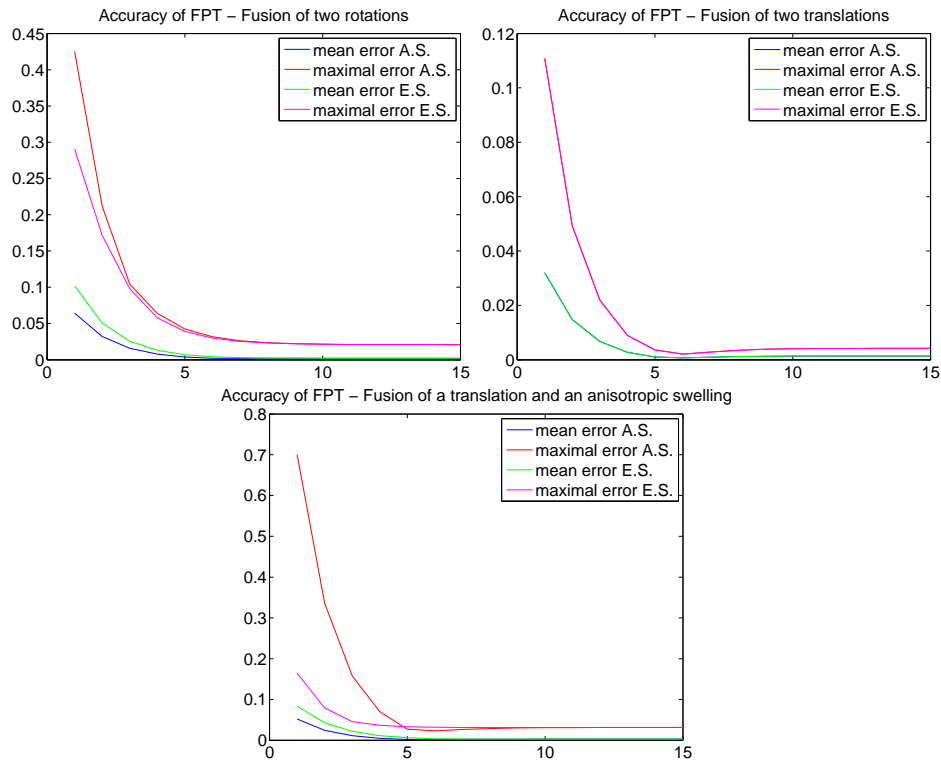 Accuracy of FPT − Fusion of two rotations
0.45
0.4
0.35
0.3
0.25
0.2
0.15
0.1
0.05
0
0
5
10
15
mean error A.S.
maximal error A.S.
mean error E.S.
maximal error E.S.
Accuracy of FPT − Fusion of two translations
0.12
0.1
0.08
0.06
0.04
0.02
0
0
5
10
15
mean error A.S.
maximal error A.S.
mean error E.S.
maximal error E.S.
Accuracy of FPT − Fusion of a translation and an anisotropic swelling
0.8
0.7
0.6
0.5
0.4
0.3
0.2
0.1
0
0
5
10
15
mean error A.S.
maximal error A.S.
mean error E.S.
maximal error E.S.